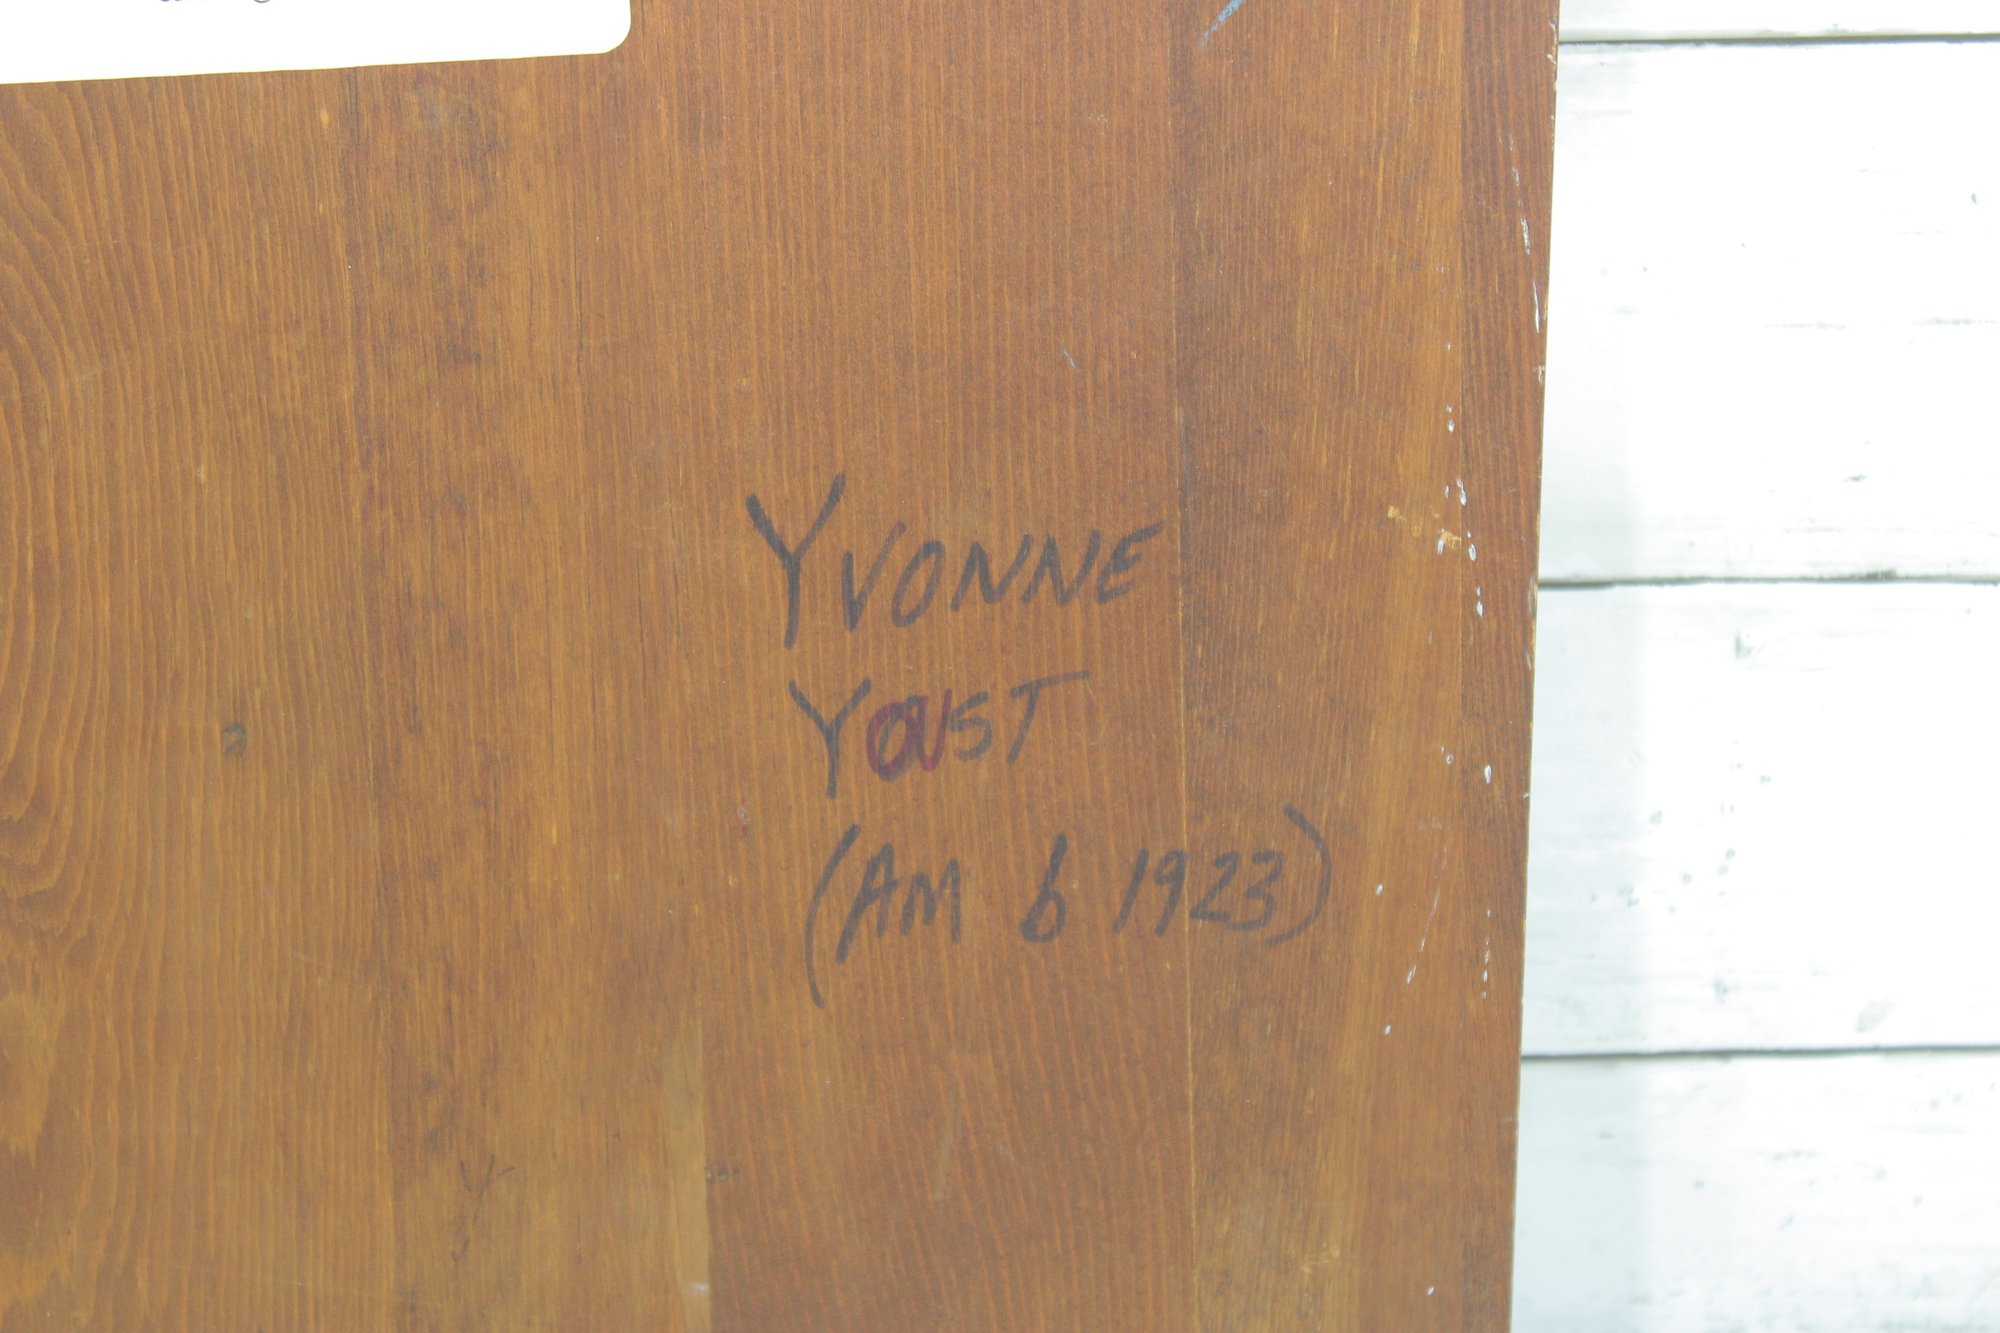 YVONNE
YOUST
(AM b 1923)